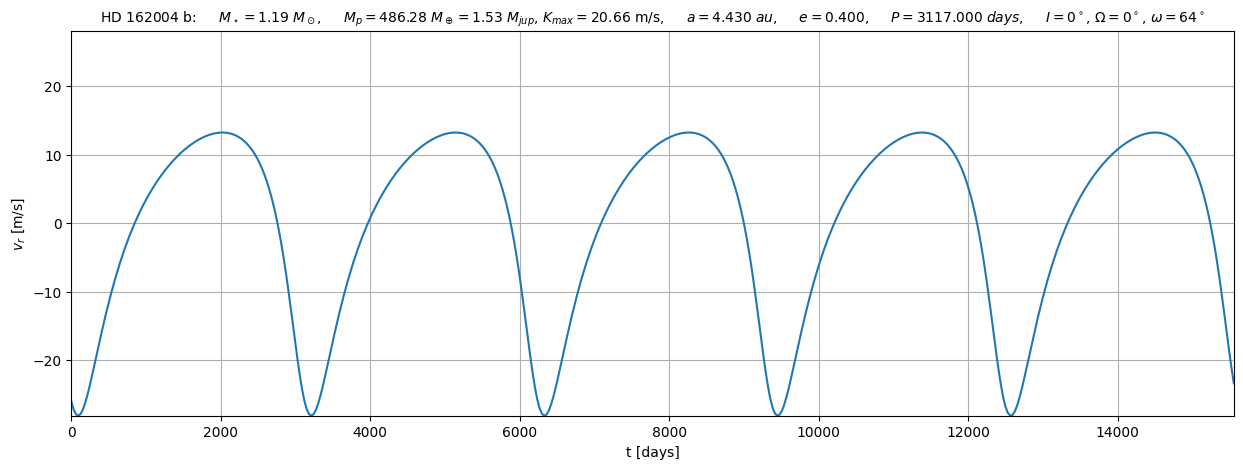 HD 162004 b: M⋆ = 1.19 M⊙, Mp = 486.28 M⊕ = 1.53 Mjup, Kmax = 20.66 m/s, a = 4.430 au, e = 0.400, P = 3117.000 days, I = 0°, Ω = 0°, ω = 64°
20
10
0
−10
−20
vr [m/s]
0 2000 4000 6000 8000 10000 12000 14000
t [days]